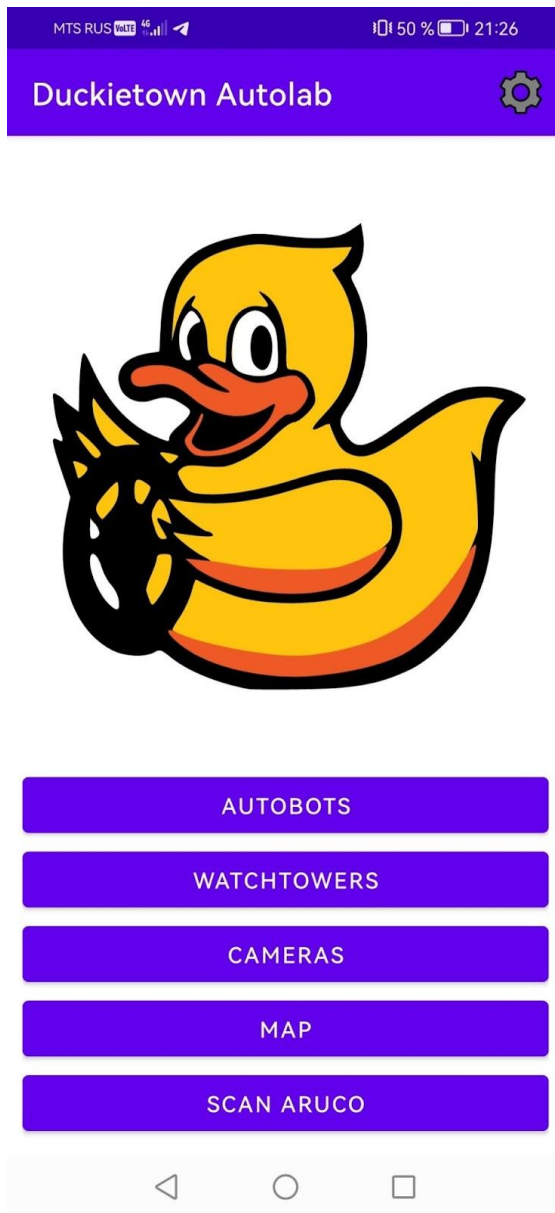 MTS RUS VoLTE 4G 50 % 21:26
Duckietown Autolab
AUTOBOTS
WATCHTOWERS
CAMERAS
MAP
SCAN ARUCO